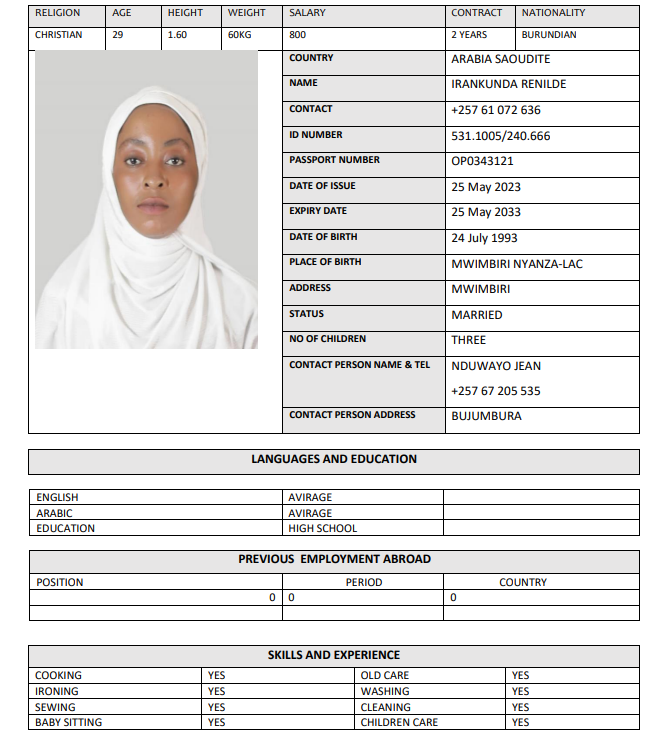 RELIGION AGE HEIGHT WEIGHT SALARY CONTRACT NATIONALITY
CHRISTIAN 29 1.60 60KG 800 2 YEARS BURUNDIAN
COUNTRY ARABIA SAOUDITE
NAME IRANKUNDA RENILDE
CONTACT +257 61 072 636
ID NUMBER 531.1005/240.666
PASSPORT NUMBER OP0343121
DATE OF ISSUE 25 May 2023
EXPIRY DATE 25 May 2033
DATE OF BIRTH 24 July 1993
PLACE OF BIRTH MWIMBIRI NYANZA-LAC
ADDRESS MWIMBIRI
STATUS MARRIED
NO OF CHILDREN THREE
CONTACT PERSON NAME & TEL NDUWAYO JEAN
+257 67 205 535
CONTACT PERSON ADDRESS BUJUMBURA
LANGUAGES AND EDUCATION
ENGLISH AVIRAGE
ARABIC AVIRAGE
EDUCATION HIGH SCHOOL
PREVIOUS EMPLOYMENT ABROAD
POSITION PERIOD COUNTRY
0 0 0
SKILLS AND EXPERIENCE
COOKING YES OLD CARE YES
IRONING YES WASHING YES
SEWING YES CLEANING YES
BABY SITTING YES CHILDREN CARE YES